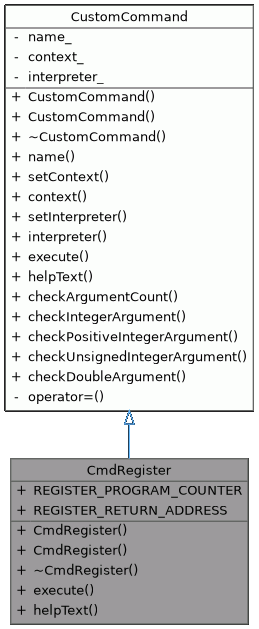 CustomCommand
- name_
- context_
- interpreter_
+ CustomCommand()
+ CustomCommand()
+ ~CustomCommand()
+ name()
+ setContext()
+ context()
+ setInterpreter()
+ interpreter()
+ execute()
+ helpText()
+ checkArgumentCount()
+ checkIntegerArgument()
+ checkPositiveIntegerArgument()
+ checkUnsignedIntegerArgument()
+ checkDoubleArgument()
- operator=()
CmdRegister
+ REGISTER_PROGRAM_COUNTER
+ REGISTER_RETURN_ADDRESS
+ CmdRegister()
+ CmdRegister()
+ ~CmdRegister()
+ execute()
+ helpText()